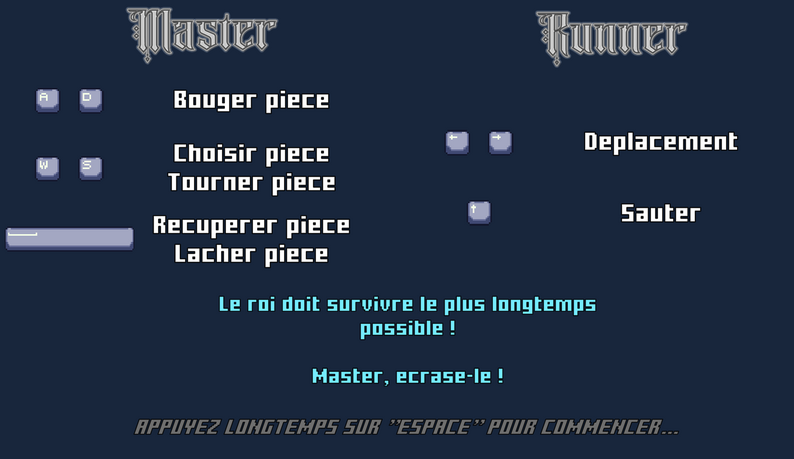 Master
Runner
A D
Bouger piece
← →
Deplacement
W S
Choisir piece
Tourner piece
↑
Sauter
Recuperer piece
Lacher piece
Le roi doit survivre le plus longtemps
possible !
Master, ecrase-le !
APPUYEZ LONGTEMPS SUR "ESPACE" POUR COMMENCER...